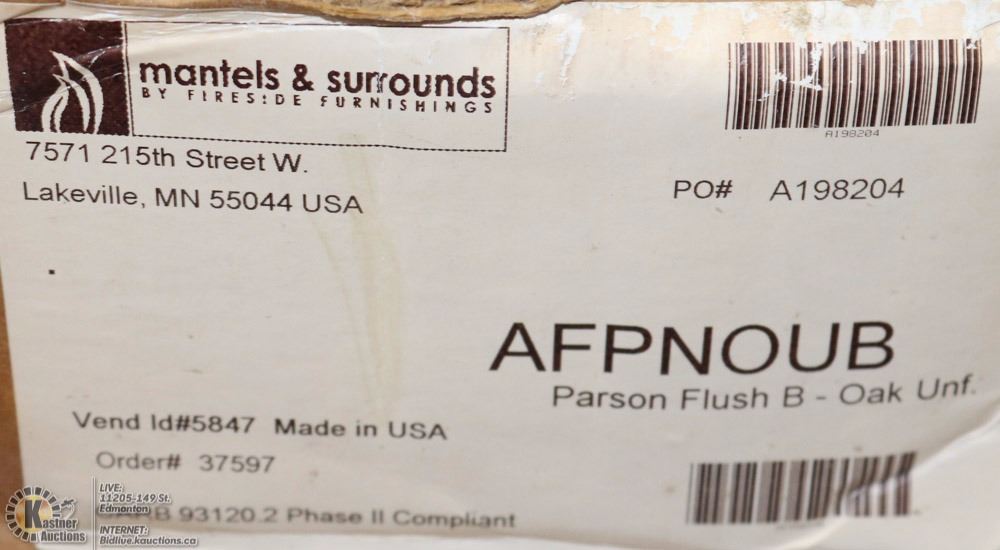 mantels & surrounds
BY FIRESIDE FURNISHINGS
7571 215th Street W.
Lakeville, MN 55044 USA
A198204
PO# A198204
AFPNOUB
Parson Flush B - Oak Unf.
Vend Id#5847 Made in USA
Order# 37597
93120.2 Phase II Compliant
Kastner
Auctions
LIVE:
11205-149 St.
Edmonton
INTERNET:
Bidlive.kauctions.ca